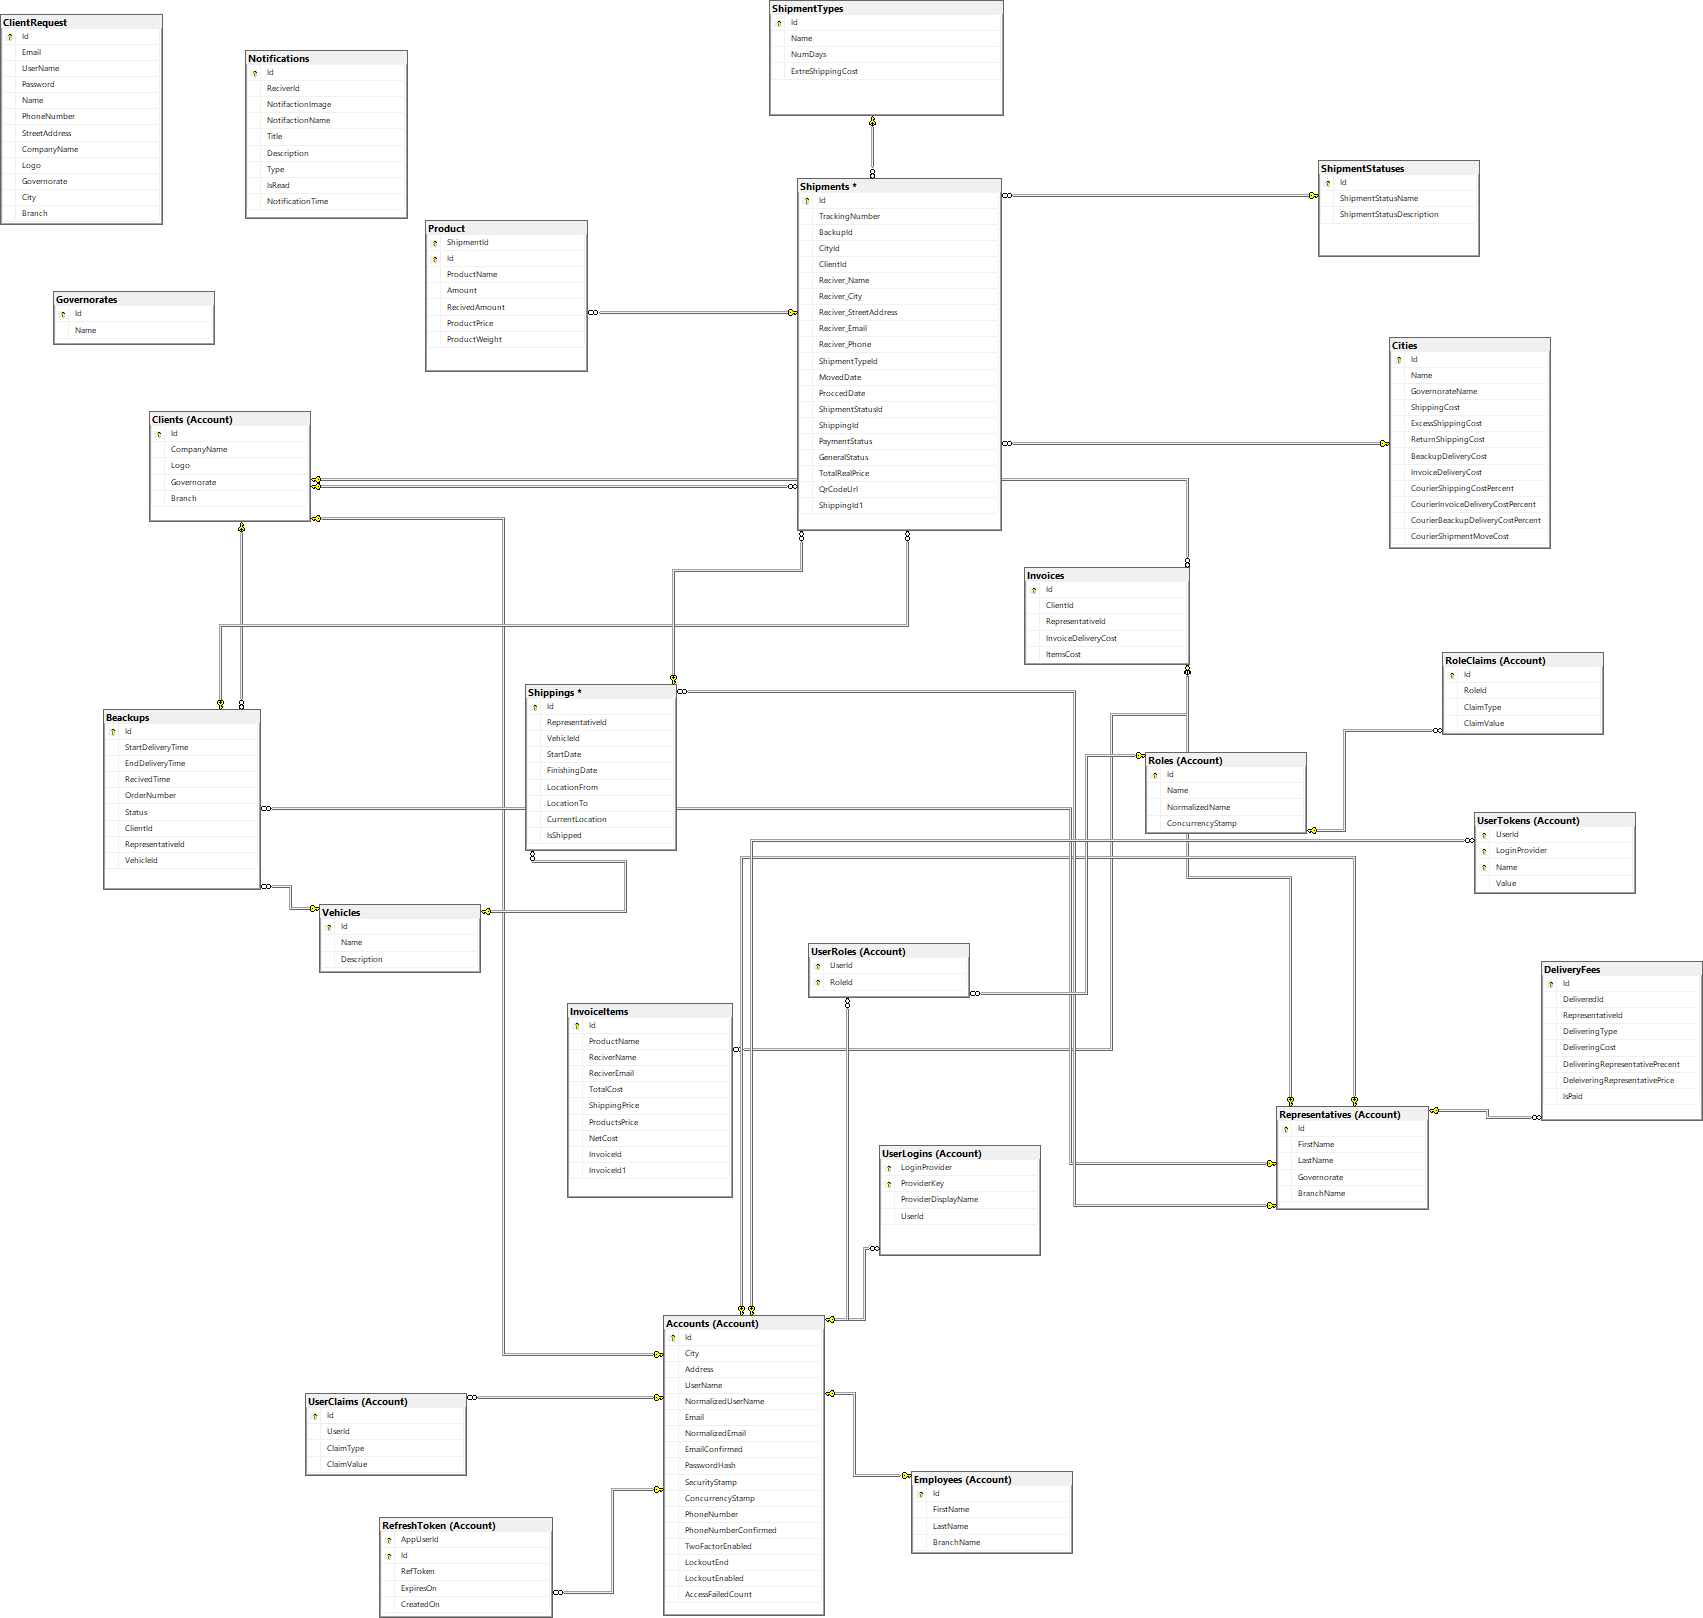 ClientRequest
Id
Email
UserName
Password
Name
PhoneNumber
StreetAddress
CompanyName
Logo
Governorate
City
Branch
Notifications
Id
ReciverId
NotifactionImage
NotifactionName
Title
Description
Type
IsRead
NotificationTime
ShipmentTypes
Id
Name
NumDays
ExtreShippingCost
Shipments *
Id
TrackingNumber
BackupId
CityId
ClientId
Reciver_Name
Reciver_City
Reciver_StreetAddress
Reciver_Email
Reciver_Phone
ShipmentTypeId
MovedDate
ProccedDate
ShipmentStatusId
ShippingId
PaymentStatus
GeneralStatus
TotalRealPrice
QrCodeUrl
ShippingId1
ShipmentStatuses
Id
ShipmentStatusName
ShipmentStatusDescription
Product
ShipmentId
Id
ProductName
Amount
RecivedAmount
ProductPrice
ProductWeight
Governorates
Id
Name
Cities
Id
Name
GovernorateName
ShippingCost
ExcessShippingCost
ReturnShippingCost
BeackupDeliveryCost
InvoiceDeliveryCost
CourierShippingCostPercent
CourierInvoiceDeliveryCostPercent
CourierBeackupDeliveryCostPercent
CourierShipmentMoveCost
Clients (Account)
Id
CompanyName
Logo
Governorate
Branch
Invoices
Id
ClientId
RepresentativeId
InvoiceDeliveryCost
ItemsCost
RoleClaims (Account)
Id
RoleId
ClaimType
ClaimValue
Shippings *
Id
RepresentativeId
VehicleId
StartDate
FinishingDate
LocationFrom
LocationTo
CurrentLocation
IsShipped
Beackups
Id
StartDeliveryTime
EndDeliveryTime
RecivedTime
OrderNumber
Status
ClientId
RepresentativeId
VehicleId
Roles (Account)
Id
Name
NormalizedName
ConcurrencyStamp
UserTokens (Account)
UserId
LoginProvider
Name
Value
Vehicles
Id
Name
Description
UserRoles (Account)
UserId
RoleId
DeliveryFees
Id
DeliveredId
RepresentativeId
DeliveringType
DeliveringCost
DeliveringRepresentativePrecent
DeleiveringRepresentativePrice
IsPaid
InvoiceItems
Id
ProductName
ReciverName
ReciverEmail
TotalCost
ShippingPrice
ProductsPrice
NetCost
InvoiceId
InvoiceId1
Representatives (Account)
Id
FirstName
LastName
Governorate
BranchName
UserLogins (Account)
LoginProvider
ProviderKey
ProviderDisplayName
UserId
Accounts (Account)
Id
City
Address
UserName
NormalizedUserName
Email
NormalizedEmail
EmailConfirmed
PasswordHash
SecurityStamp
ConcurrencyStamp
PhoneNumber
PhoneNumberConfirmed
TwoFactorEnabled
LockoutEnd
LockoutEnabled
AccessFailedCount
UserClaims (Account)
Id
UserId
ClaimType
ClaimValue
Employees (Account)
Id
FirstName
LastName
BranchName
RefreshToken (Account)
AppUserId
Id
RefToken
ExpiresOn
CreatedOn